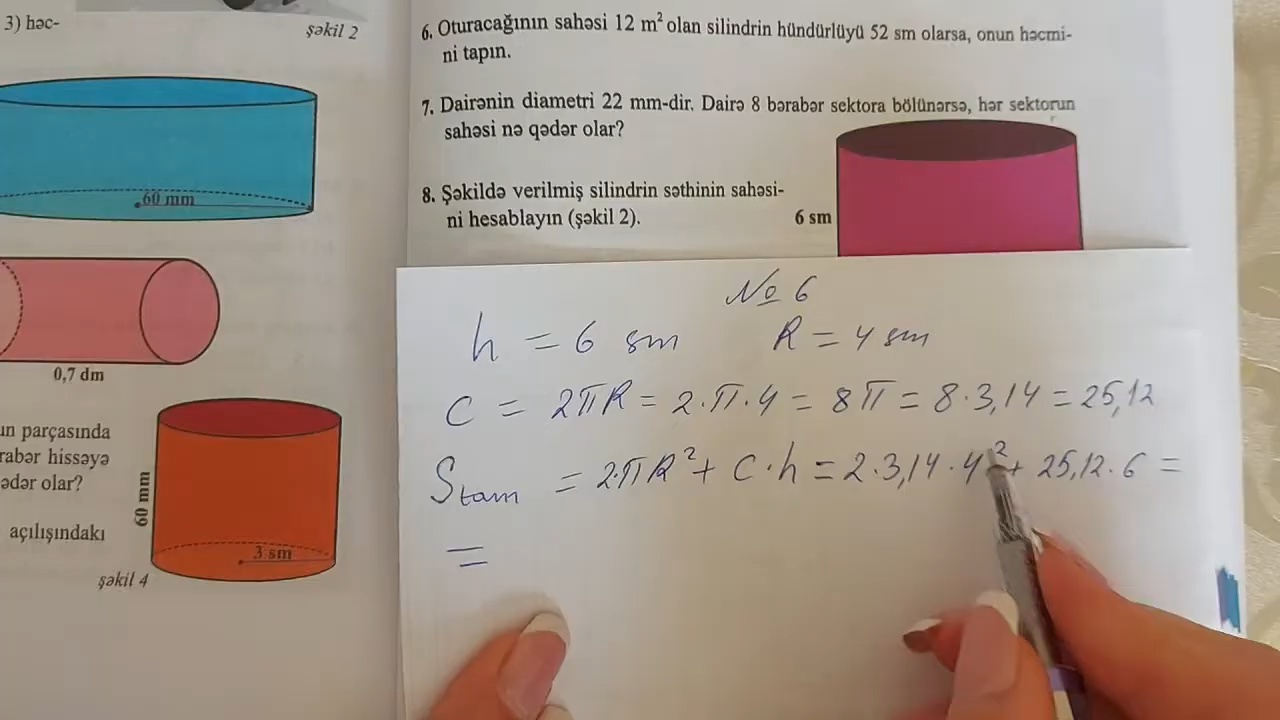 3) həc-
şəkil 2
60 mm
0,7 dm
ın parçasında
rabər hissəyə
ədər olar?
açılışındakı
60 mm
3 sm
şəkil 4
6. Oturacağının sahəsi 12 m² olan silindrin hündürlüyü 52 sm olarsa, onun həcmi-
ni tapın.
7. Dairənin diametri 22 mm-dir. Dairə 8 bərabər sektora bölünərsə, hər sektorun
sahəsi nə qədər olar?
8. Şəkildə verilmiş silindrin səthinin sahəsi-
ni hesablayın (şəkil 2).
6 sm
№ 6
h = 6 sm R = 4 sm
C = 2πR = 2·π·4 = 8π = 8·3,14 = 25,12
Stam = 2·πR² + C·h = 2·3,14·4² + 25,12·6 =
=